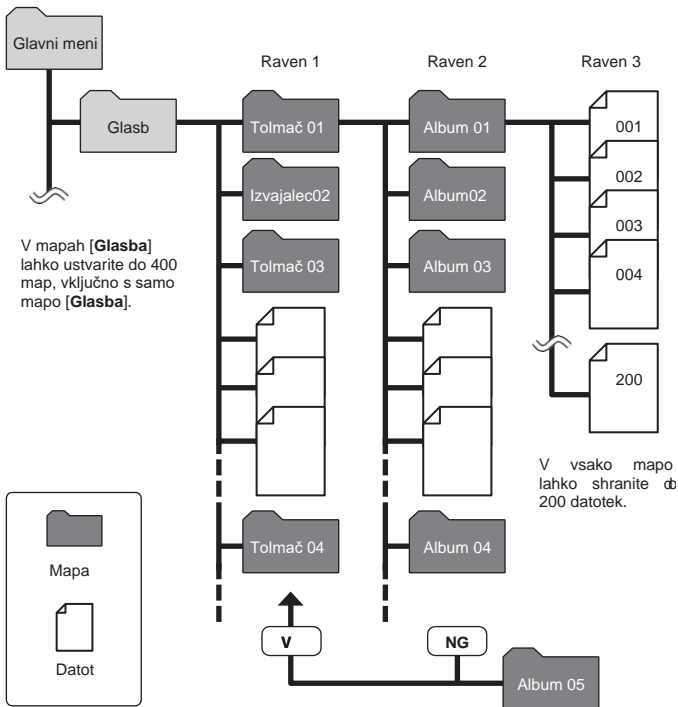 Glavni meni
Raven 1
Raven 2
Raven 3
Glasb
Tolmač 01
Album 01
001
002
003
004
200
Izvajalec02
Album02
Tolmač 03
Album 03
V mapah [Glasba]
lahko ustvarite do 400
map, vključno s samo
mapo [Glasba].
V vsako mapo
lahko shranite do
200 datotek.
Tolmač 04
Album 04
Mapa
Datot
V
NG
Album 05